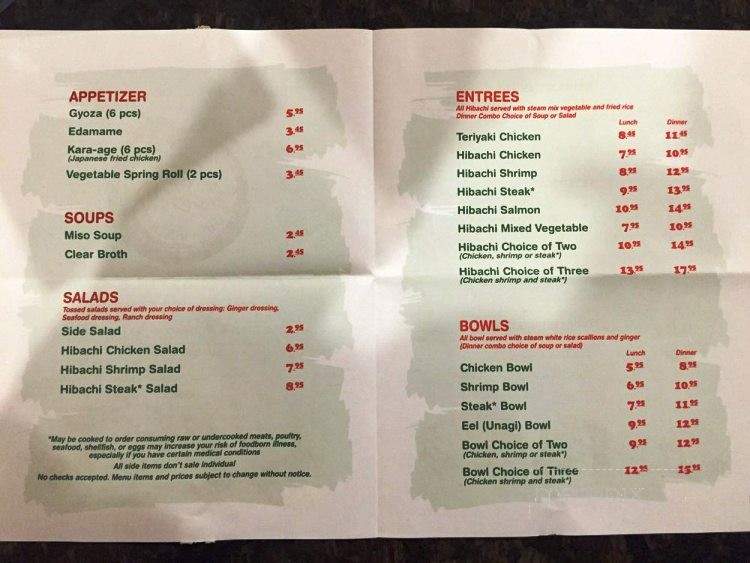 APPETIZER
Gyoza (6 pcs) 5.95
Edamame 3.45
Kara-age (6 pcs) 6.95
(Japanese fried chicken)
Vegetable Spring Roll (2 pcs) 3.45
SOUPS
Miso Soup 2.45
Clear Broth 2.45
SALADS
Tossed salads served with your choice of dressing: Ginger dressing,
Seafood dressing, Ranch dressing
Side Salad 2.95
Hibachi Chicken Salad 6.95
Hibachi Shrimp Salad 7.95
Hibachi Steak* Salad 8.95
*May be cooked to order consuming raw or undercooked meats, poultry,
seafood, shellfish, or eggs may increase your risk of foodborn illness,
especially if you have certain medical conditions
All side items don't sale individual
No checks accepted. Menu items and prices subject to change without notice.
ENTREES
All Hibachi served with steam mix vegetable and fried rice
Dinner Combo Choice of Soup or Salad
Lunch Dinner
Teriyaki Chicken 8.45 11.45
Hibachi Chicken 7.95 10.95
Hibachi Shrimp 8.95 12.95
Hibachi Steak* 9.95 13.95
Hibachi Salmon 10.95 14.95
Hibachi Mixed Vegetable 7.95 10.95
Hibachi Choice of Two 10.95 14.95
(Chicken, shrimp or steak*)
Hibachi Choice of Three 13.95 17.95
(Chicken shrimp and steak*)
BOWLS
All bowl served with steam white rice scallions and ginger
(Dinner combo choice of soup or salad)
Lunch Dinner
Chicken Bowl 5.95 8.95
Shrimp Bowl 6.95 10.95
Steak* Bowl 7.95 11.95
Eel (Unagi) Bowl 9.95 12.95
Bowl Choice of Two 9.95 12.95
(Chicken, shrimp or steak*)
Bowl Choice of Three 12.95 15.95
(Chicken shrimp and steak*)